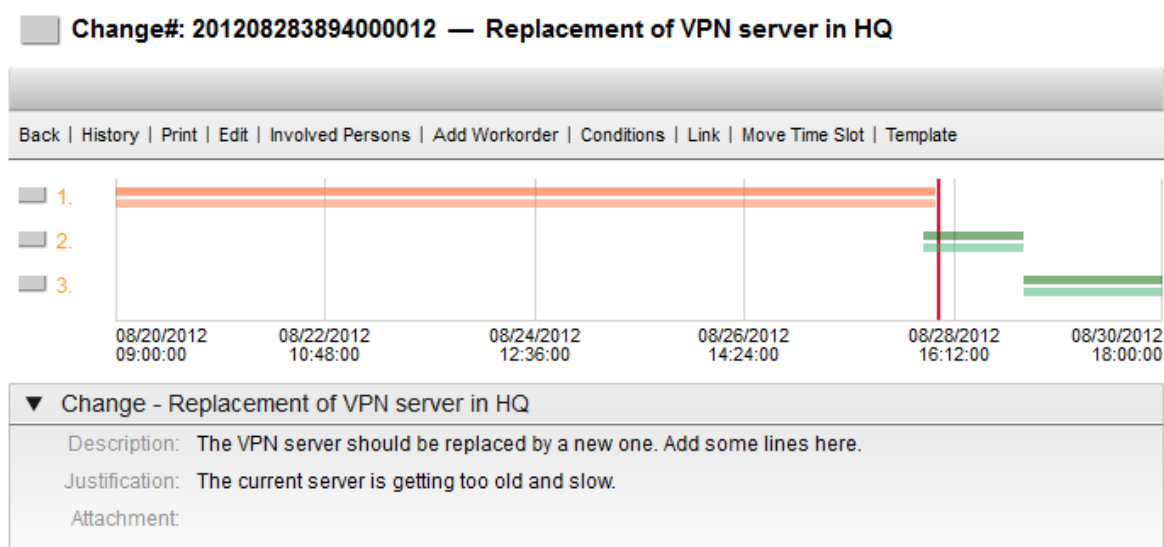 Change#: 201208283894000012 — Replacement of VPN server in HQ
Back | History | Print | Edit | Involved Persons | Add Workorder | Conditions | Link | Move Time Slot | Template
1.
2.
3.
08/20/2012 08/22/2012 08/24/2012 08/26/2012 08/28/2012 08/30/2012
09:00:00 10:48:00 12:36:00 14:24:00 16:12:00 18:00:00
▼ Change - Replacement of VPN server in HQ
Description: The VPN server should be replaced by a new one. Add some lines here.
Justification: The current server is getting too old and slow.
Attachment: